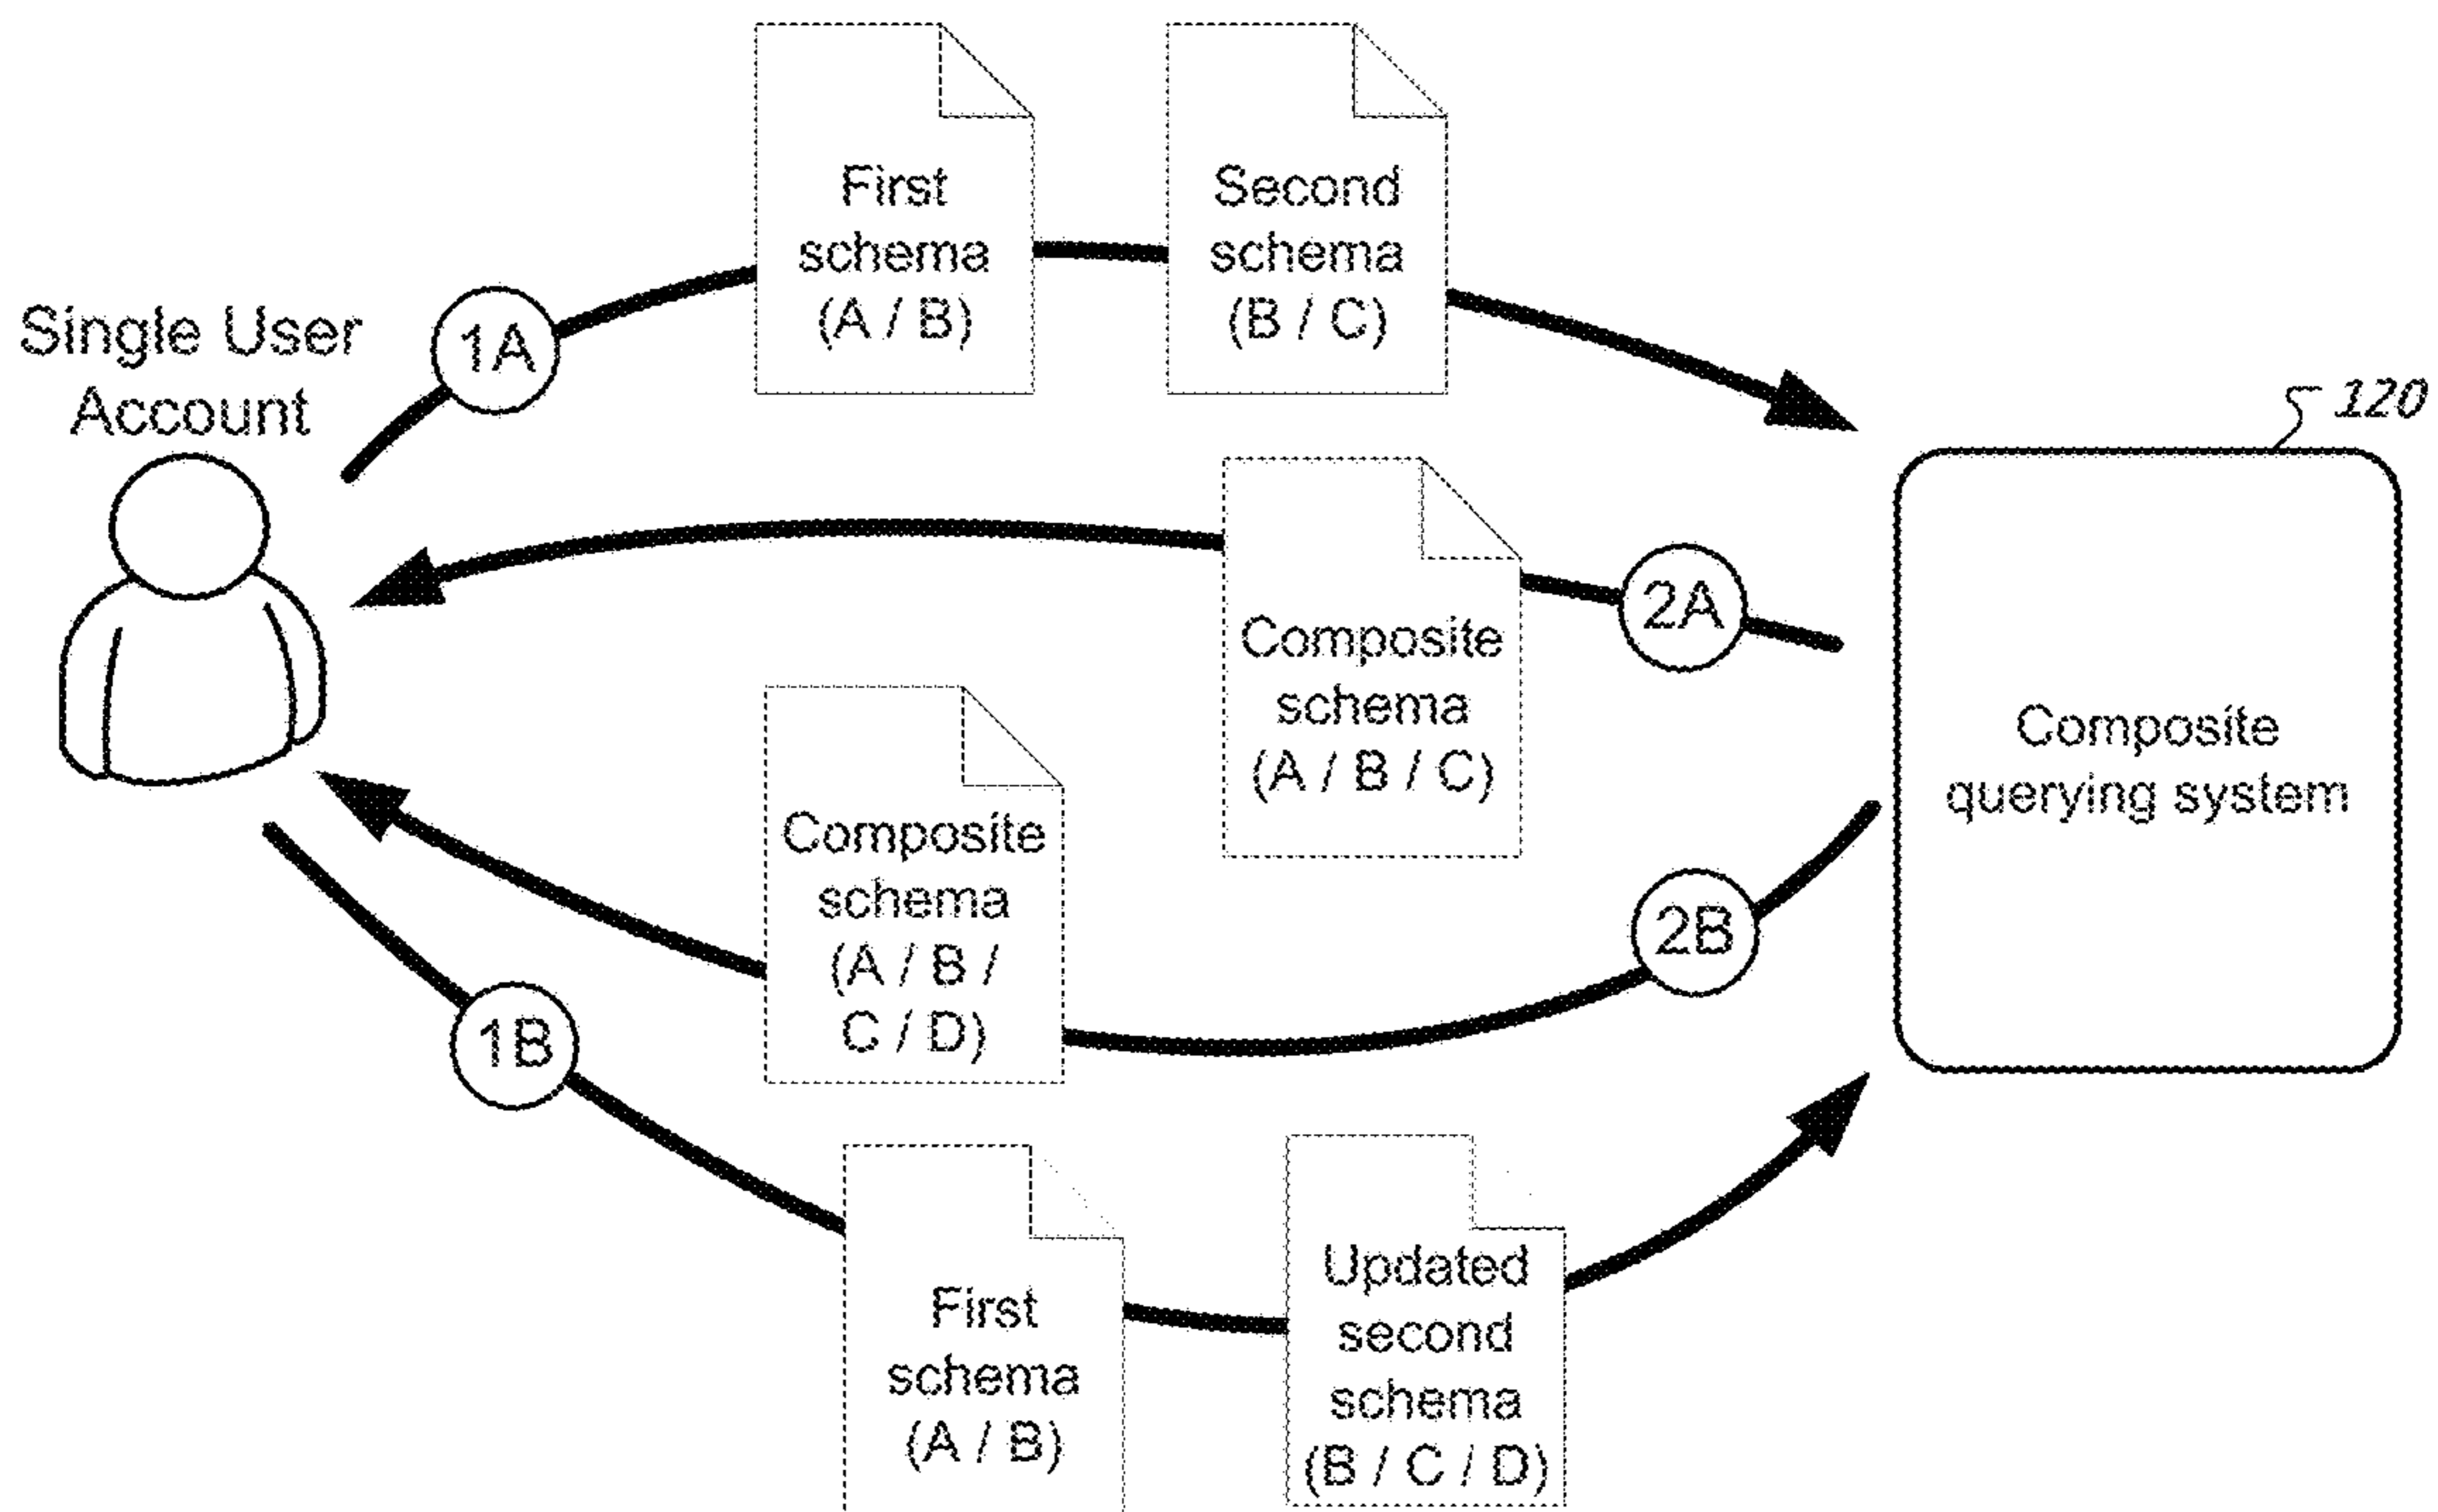 First
schema
(A / B)
Second
schema
(B / C)
Single User
Account
1A
120
Composite
schema
(A / B / C)
2A
Composite
querying system
Composite
schema
(A / B /
C / D)
2B
1B
First
schema
(A / B)
Updated
second
schema
(B / C / D)